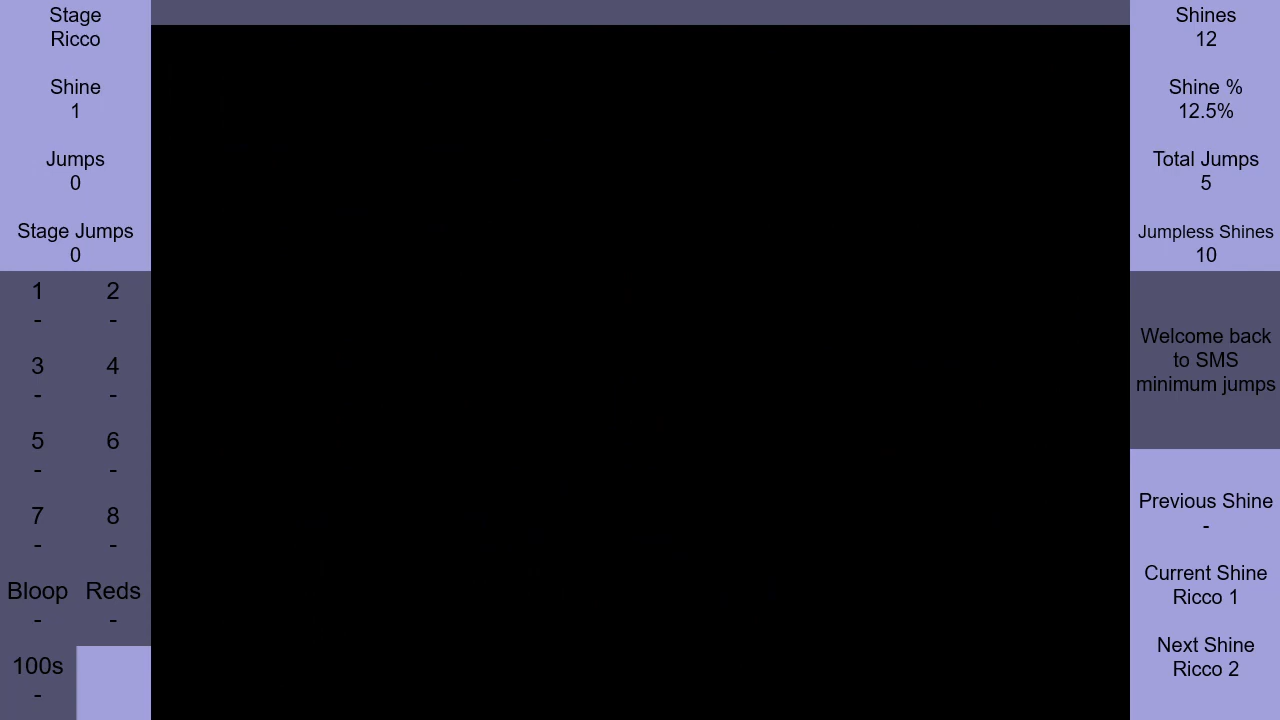 Stage
Ricco
Shine
1
Jumps
0
Stage Jumps
0
1 2
- -
3 4
- -
5 6
- -
7 8
- -
Bloop Reds
- -
100s
-
Shines
12
Shine %
12.5%
Total Jumps
5
Jumpless Shines
10
Welcome back
to SMS
minimum jumps
Previous Shine
-
Current Shine
Ricco 1
Next Shine
Ricco 2